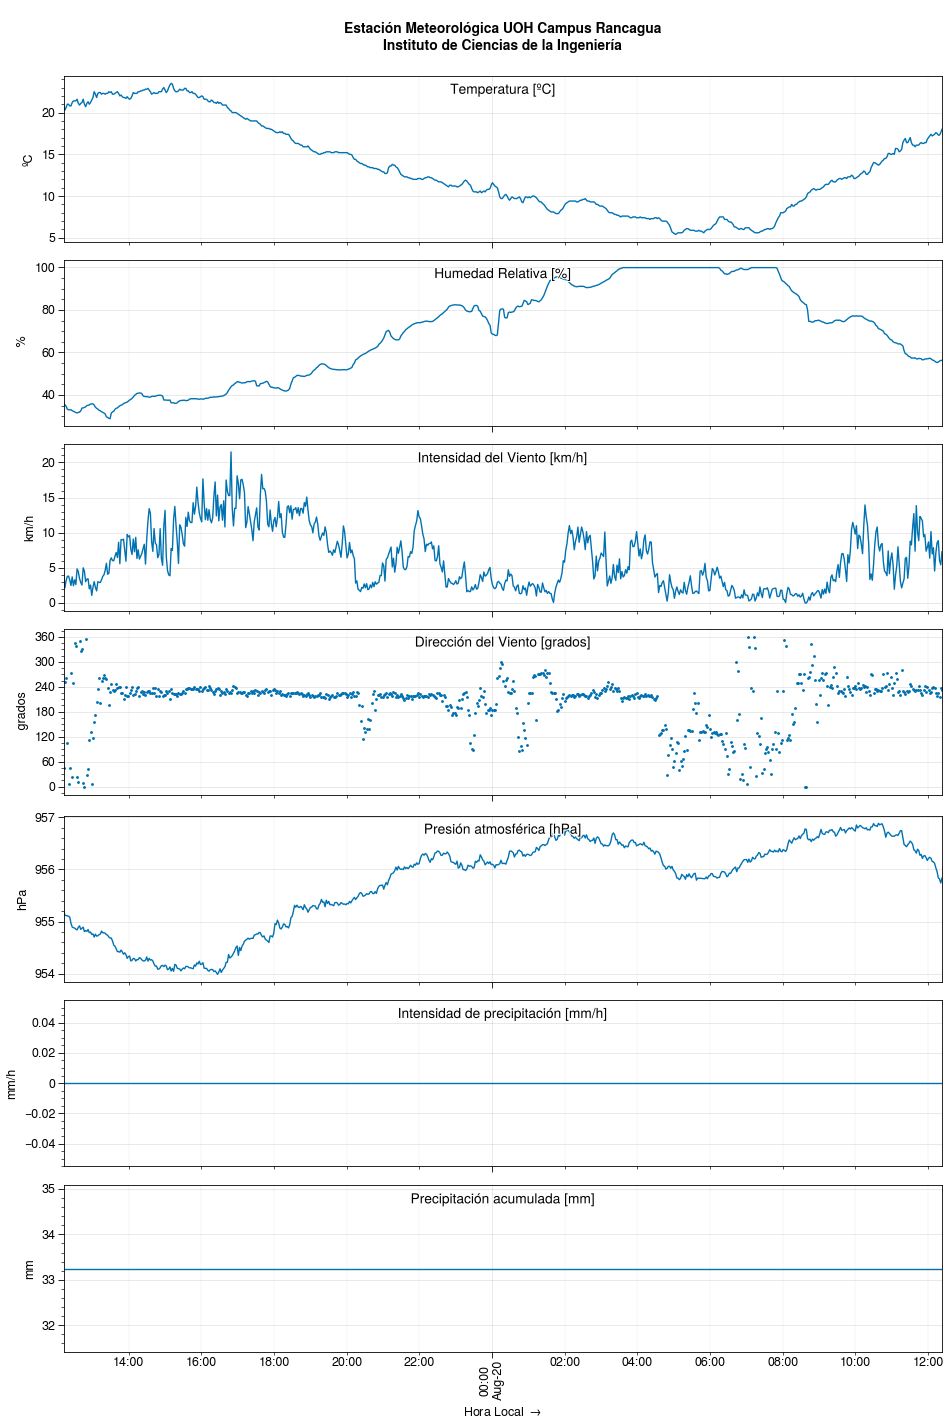 Estación Meteorológica UOH Campus Rancagua
Instituto de Ciencias de la Ingeniería
Temperatura [ºC]
ºC
20
15
10
5
Humedad Relativa [%]
%
100
80
60
40
Intensidad del Viento [km/h]
km/h
20
15
10
5
0
Dirección del Viento [grados]
grados
360
300
240
180
120
60
0
Presión atmosférica [hPa]
hPa
957
956
955
954
Intensidad de precipitación [mm/h]
mm/h
0.04
0.02
0
−0.02
−0.04
Precipitación acumulada [mm]
mm
35
34
33
32
14:00 16:00 18:00 20:00 22:00 00:00 02:00 04:00 06:00 08:00 10:00 12:00
Aug-20
Hora Local →